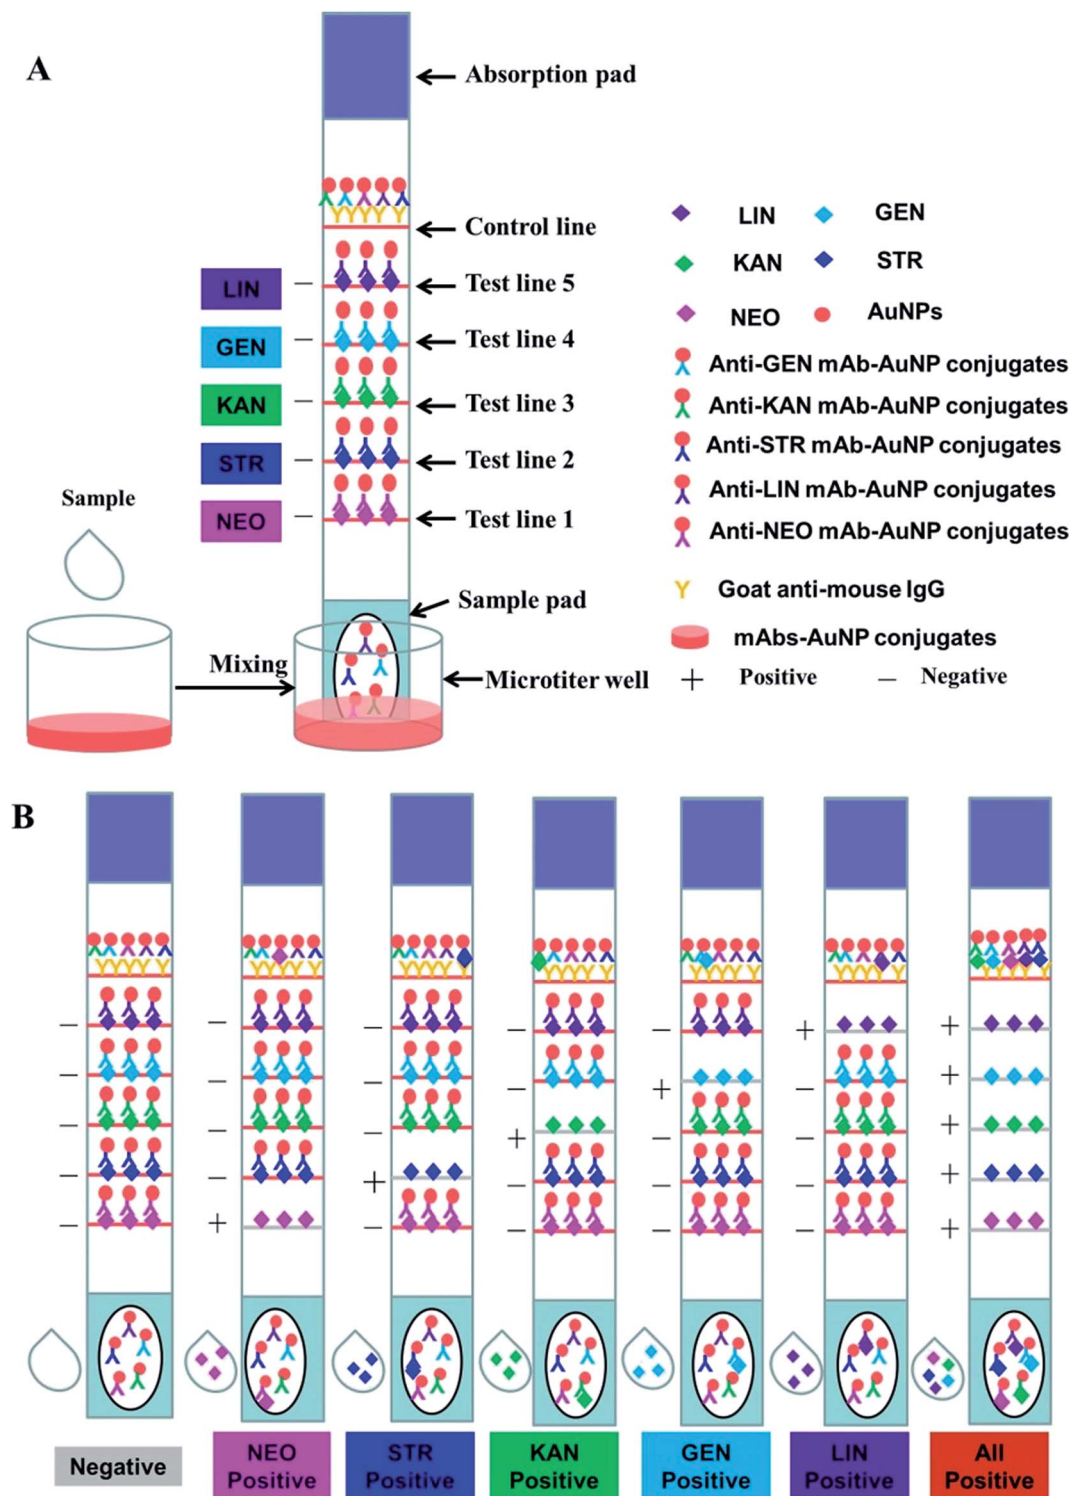 A
Absorption pad
Control line
LIN
−
Test line 5
GEN
−
Test line 4
KAN
−
Test line 3
STR
−
Test line 2
NEO
−
Test line 1
Sample
Sample pad
Mixing
Microtiter well
LIN
GEN
KAN
STR
NEO
AuNPs
Anti-GEN mAb-AuNP conjugates
Anti-KAN mAb-AuNP conjugates
Anti-STR mAb-AuNP conjugates
Anti-LIN mAb-AuNP conjugates
Anti-NEO mAb-AuNP conjugates
Goat anti-mouse IgG
mAbs-AuNP conjugates
+ Positive − Negative
B
− − − − − + +
− − − − + − +
− − − + − − +
− − + − − − +
− + − − − − +
Negative
NEO
Positive
STR
Positive
KAN
Positive
GEN
Positive
LIN
Positive
All
Positive